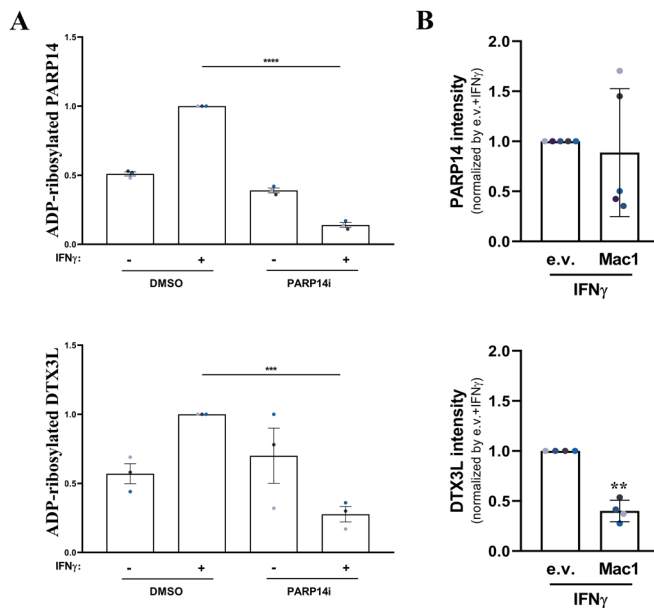 A
ADP-ribosylated PARP14
1.5
1.0
0.5
0.0
****
IFNγ: - + - +
DMSO PARP14i
B
PARP14 intensity
(normalized by e.v.+IFNγ)
2.0
1.5
1.0
0.5
0.0
e.v. Mac1
IFNγ
ADP-ribosylated DTX3L
1.5
1.0
0.5
0.0
***
IFNγ: - + - +
DMSO PARP14i
DTX3L intensity
(normalized by e.v.+IFNγ)
2.0
1.5
1.0
0.5
0.0
**
e.v. Mac1
IFNγ